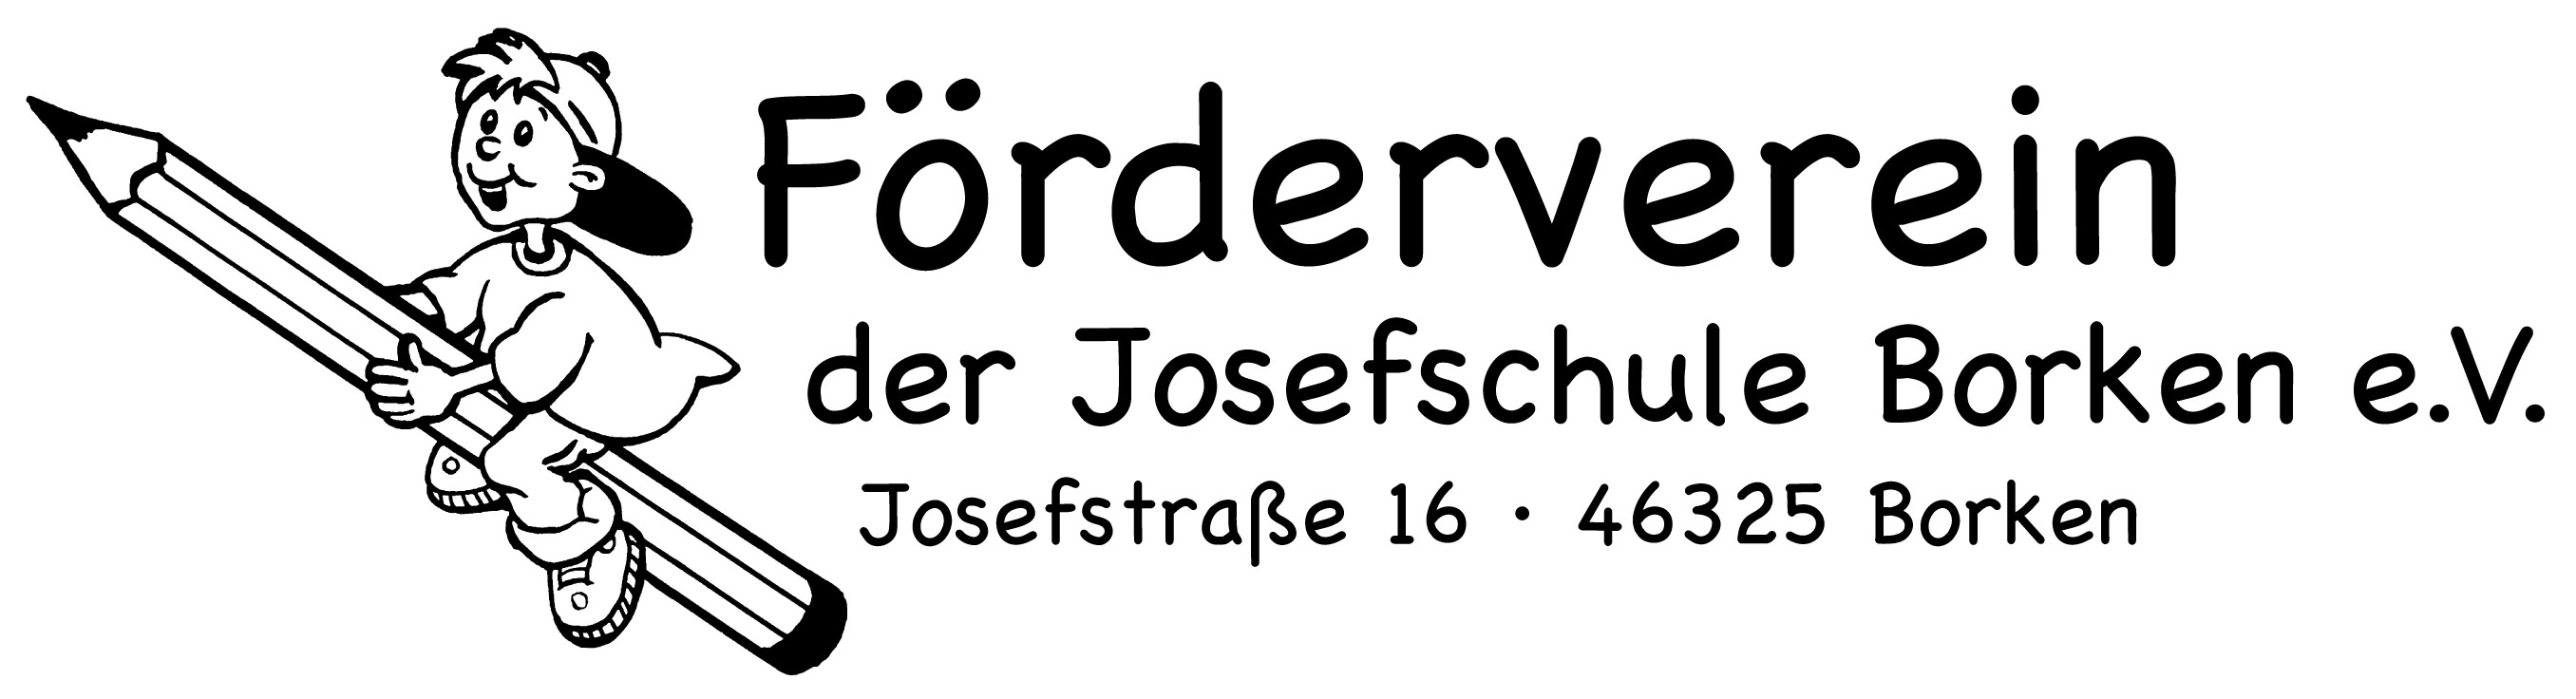 Förderverein
der Josefschule Borken e.V.
Josefstraße 16 · 46325 Borken